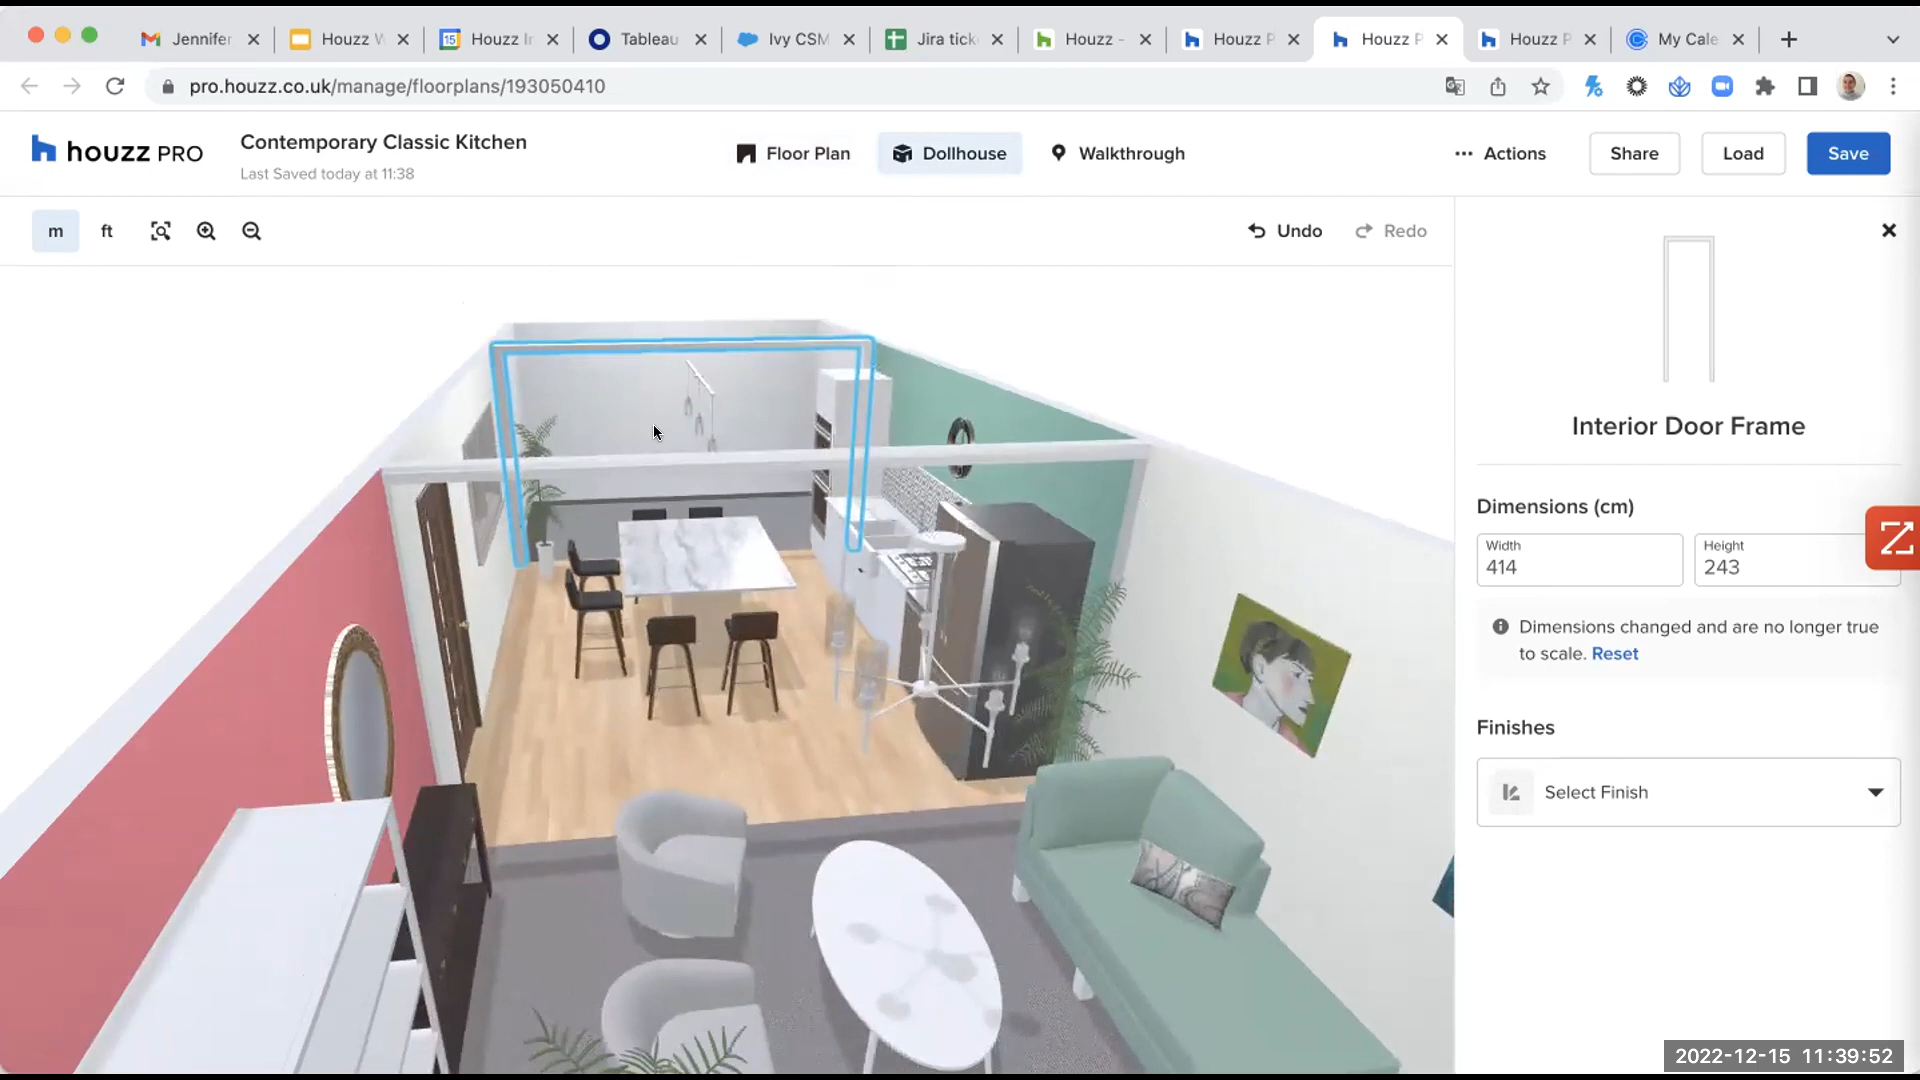 Jennifer
Houzz W
15
Houzz In
Tableau
Ivy CSM
Jira tick
Houzz -
Houzz P
Houzz P
Houzz P
My Cale
pro.houzz.co.uk/manage/floorplans/193050410
houzz PRO
Contemporary Classic Kitchen
Last Saved today at 11:38
Floor Plan
Dollhouse
Walkthrough
Actions
Share
Load
Save
m
ft
Undo
Redo
Interior Door Frame
Dimensions (cm)
Width
414
Height
243
Dimensions changed and are no longer true
to scale. Reset
Finishes
Select Finish
2022-12-15 11:39:52